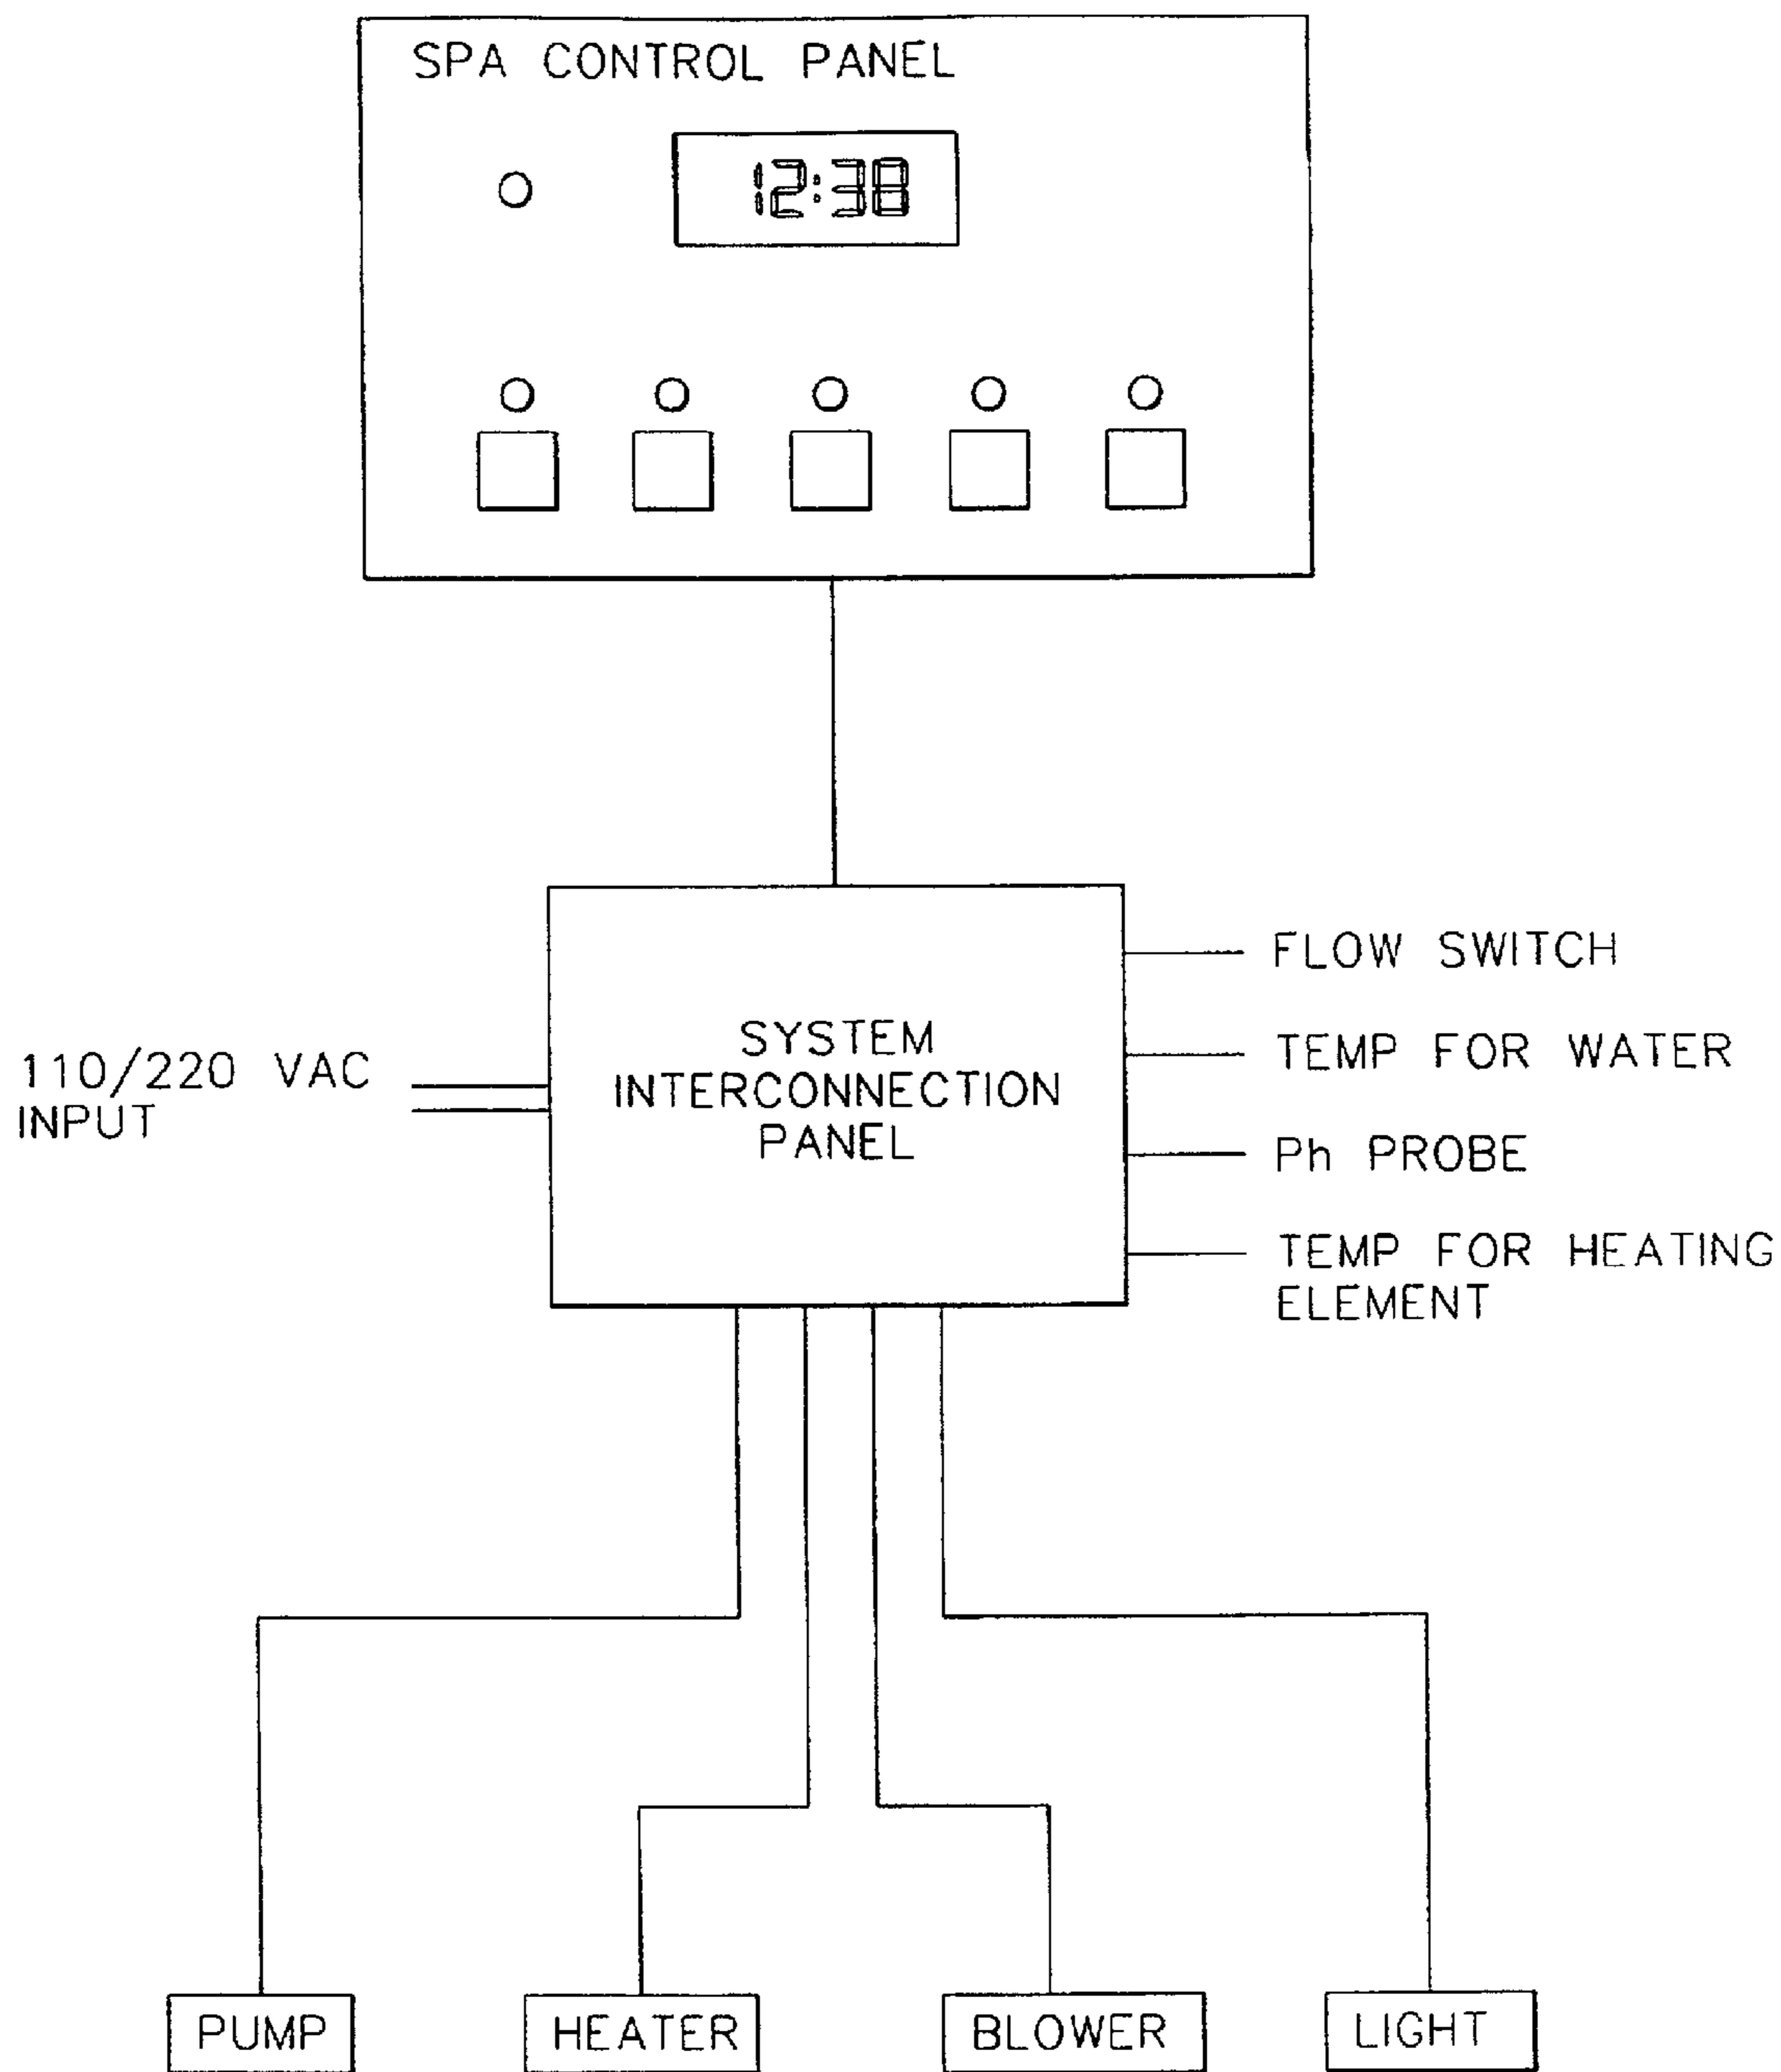 SPA CONTROL PANEL
12:38
SYSTEM
INTERCONNECTION
PANEL
110/220 VAC
INPUT
FLOW SWITCH
TEMP FOR WATER
Ph PROBE
TEMP FOR HEATING
ELEMENT
PUMP
HEATER
BLOWER
LIGHT